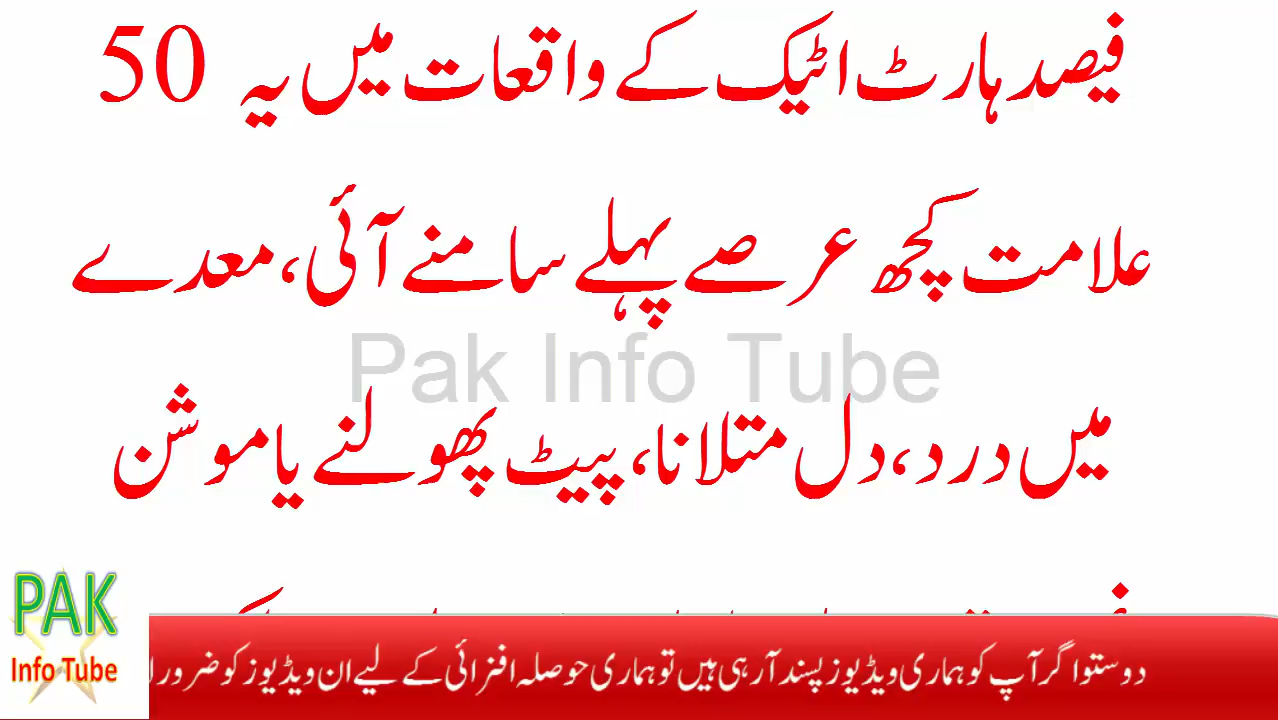 فیصد ہارٹ اٹیک کے واقعات میں یہ 50
علامت کچھ عرصے پہلے سامنے آئی، معدے
Pak Info Tube
میں درد، دل متلانا، پیٹ پھولنے یا موشن
PAK
Info Tube
دوستو اگر آپ کو ہماری ویڈیوز پسند آرہی ہیں تو ہماری حوصلہ افزائی کے لیے ان ویڈیوز کو ضرور